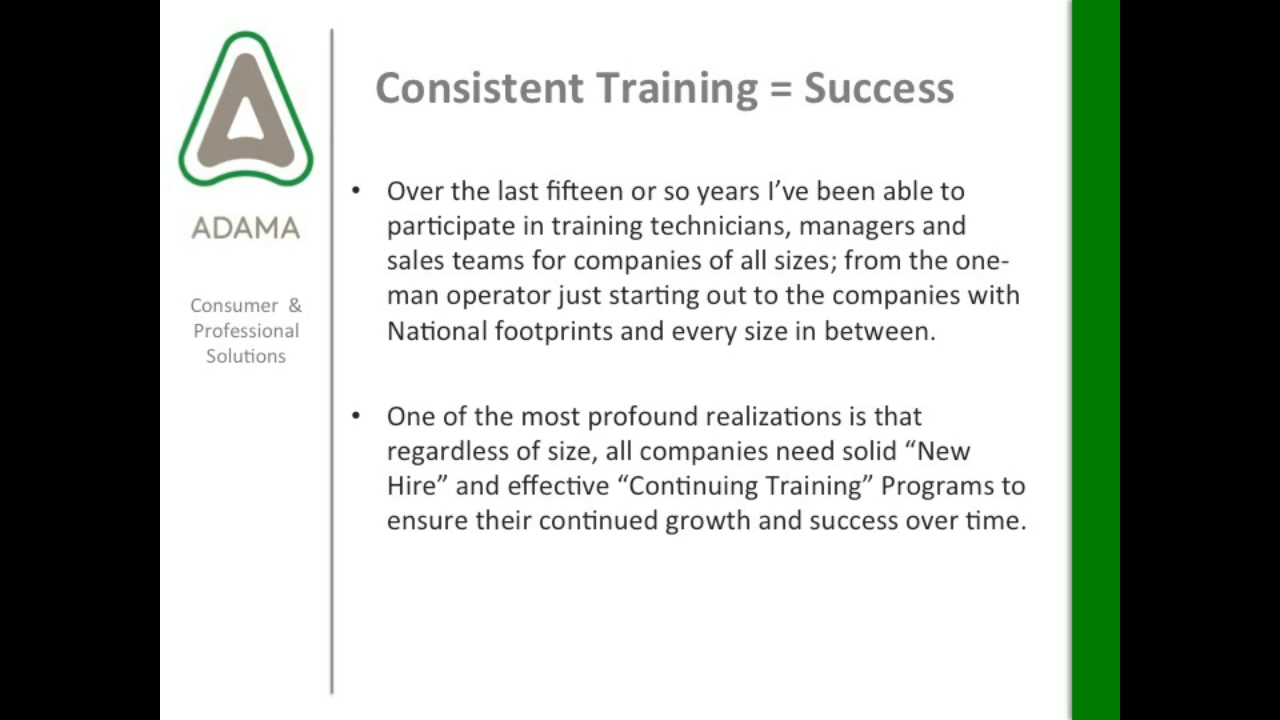 Consistent Training = Success
ADAMA
Consumer &
Professional
Solutions
• Over the last fifteen or so years I’ve been able to
participate in training technicians, managers and
sales teams for companies of all sizes; from the one-
man operator just starting out to the companies with
National footprints and every size in between.
• One of the most profound realizations is that
regardless of size, all companies need solid “New
Hire” and effective “Continuing Training” Programs to
ensure their continued growth and success over time.